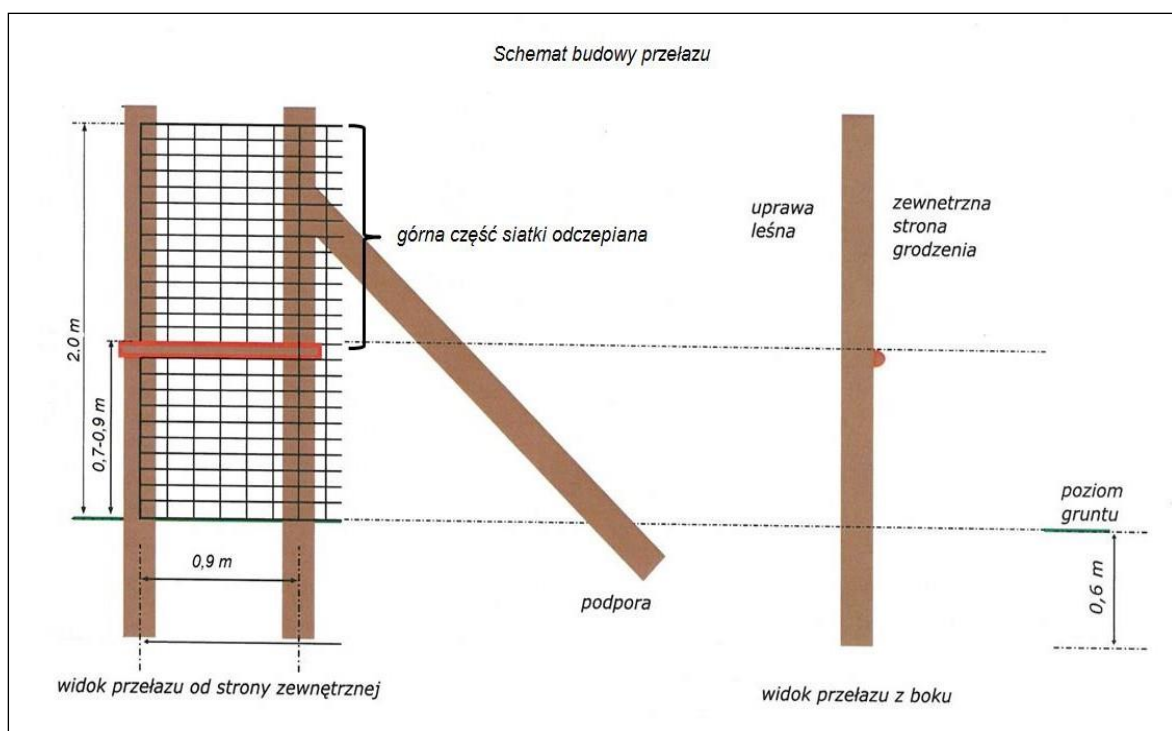 Schemat budowy przełazu
uprawa
leśna
zewnetrzna
strona
grodzenia
górna część siatki odczepiana
2.0 m
0,7-0,9 m
poziom
gruntu
0,9 m
podpora
0,6 m
widok przełazu od strony zewnętrznej
widok przełazu z boku